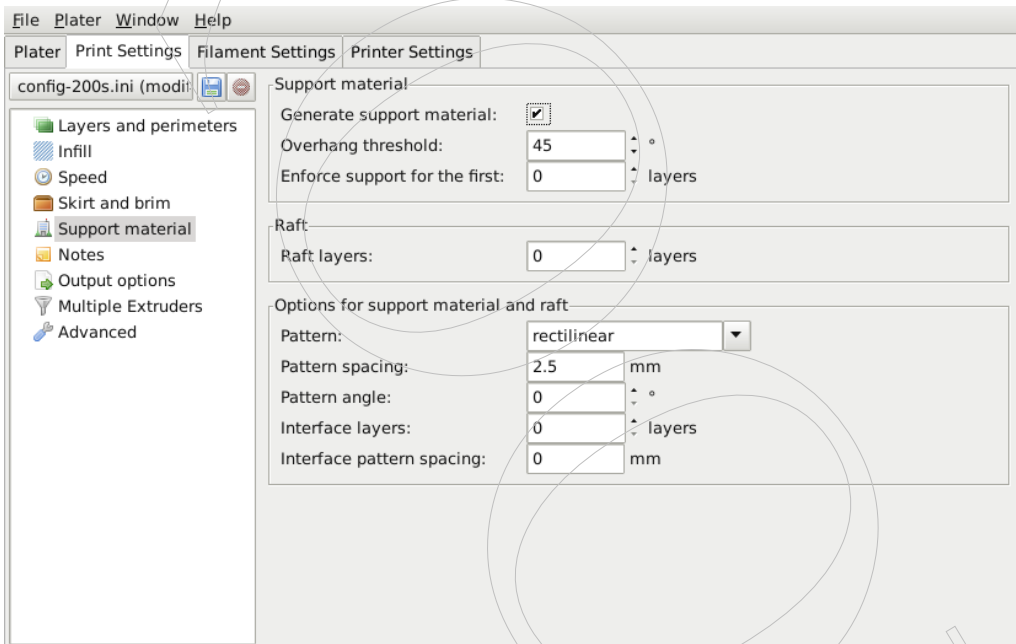 File Plater Window Help
Plater Print Settings Filament Settings Printer Settings
config-200s.ini (modi
Layers and perimeters
Infill
Speed
Skirt and brim
Support material
Notes
Output options
Multiple Extruders
Advanced
Support material
Generate support material:
Overhang threshold: 45 °
Enforce support for the first: 0 layers
Raft
Raft layers: 0 layers
Options for support material and raft
Pattern: rectilinear
Pattern spacing: 2.5 mm
Pattern angle: 0 °
Interface layers: 0 layers
Interface pattern spacing: 0 mm